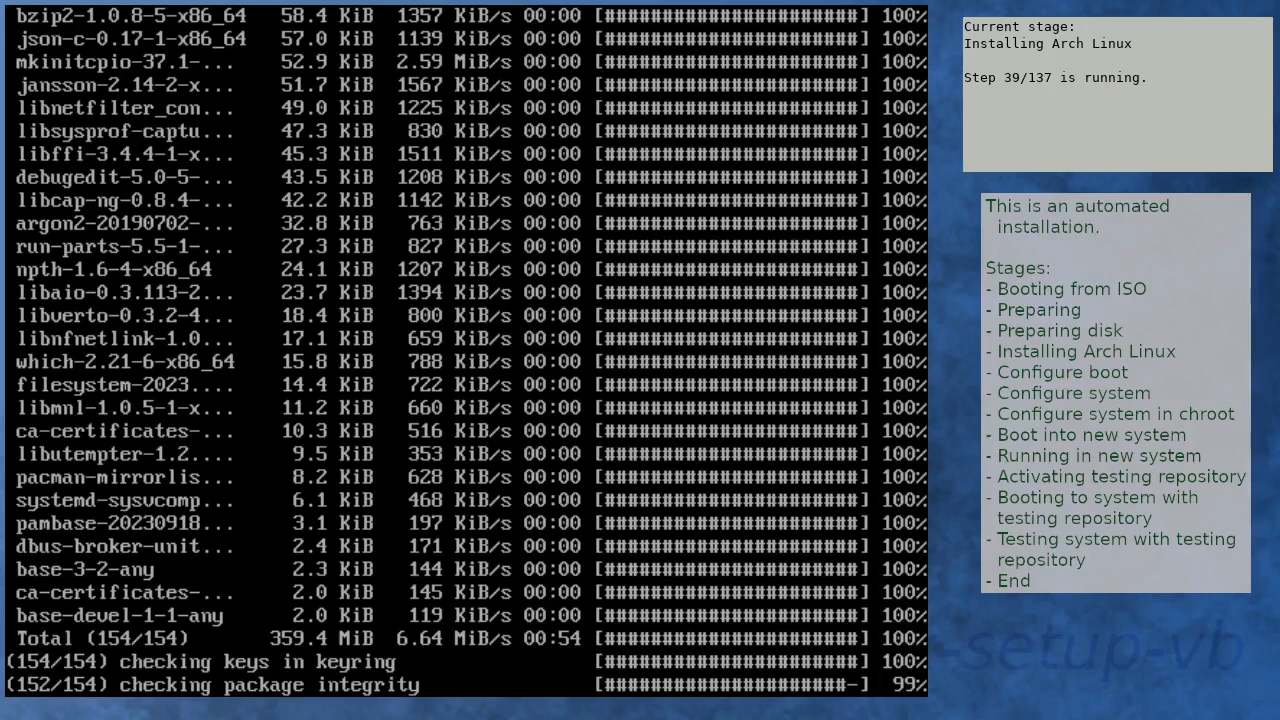 bzip2-1.0.8-5-x86_64 58.4 KiB 1357 KiB/s 00:00 [######################] 100%
json-c-0.17-1-x86_64 57.0 KiB 1139 KiB/s 00:00 [######################] 100%
mkinitcpio-37.1-... 52.9 KiB 2.59 MiB/s 00:00 [######################] 100%
jansson-2.14-2-x... 51.7 KiB 1567 KiB/s 00:00 [######################] 100%
libnetfilter_con... 49.0 KiB 1225 KiB/s 00:00 [######################] 100%
libsysprof-captu... 47.3 KiB 830 KiB/s 00:00 [######################] 100%
libffi-3.4.4-1-x... 45.3 KiB 1511 KiB/s 00:00 [######################] 100%
debugedit-5.0-5-... 43.5 KiB 1208 KiB/s 00:00 [######################] 100%
libcap-ng-0.8.4-... 42.2 KiB 1142 KiB/s 00:00 [######################] 100%
argon2-20190702-... 32.8 KiB 763 KiB/s 00:00 [######################] 100%
run-parts-5.5-1-... 27.3 KiB 827 KiB/s 00:00 [######################] 100%
npth-1.6-4-x86_64 24.1 KiB 1207 KiB/s 00:00 [######################] 100%
libaio-0.3.113-2... 23.7 KiB 1394 KiB/s 00:00 [######################] 100%
libverto-0.3.2-4... 18.4 KiB 800 KiB/s 00:00 [######################] 100%
libnfnetlink-1.0... 17.1 KiB 659 KiB/s 00:00 [######################] 100%
which-2.21-6-x86_64 15.8 KiB 788 KiB/s 00:00 [######################] 100%
filesystem-2023.... 14.4 KiB 722 KiB/s 00:00 [######################] 100%
libmnl-1.0.5-1-x... 11.2 KiB 660 KiB/s 00:00 [######################] 100%
ca-certificates-... 10.3 KiB 516 KiB/s 00:00 [######################] 100%
libutempter-1.2.... 9.5 KiB 353 KiB/s 00:00 [######################] 100%
pacman-mirrorlis... 8.2 KiB 628 KiB/s 00:00 [######################] 100%
systemd-sysvcomp... 6.1 KiB 468 KiB/s 00:00 [######################] 100%
pambase-20230918... 3.1 KiB 197 KiB/s 00:00 [######################] 100%
dbus-broker-unit... 2.4 KiB 171 KiB/s 00:00 [######################] 100%
base-3-2-any 2.3 KiB 144 KiB/s 00:00 [######################] 100%
ca-certificates-... 2.0 KiB 145 KiB/s 00:00 [######################] 100%
base-devel-1-1-any 2.0 KiB 119 KiB/s 00:00 [######################] 100%
Total (154/154) 359.4 MiB 6.64 MiB/s 00:54 [######################] 100%
(154/154) checking keys in keyring [######################] 100%
(152/154) checking package integrity [#####################-] 99%
Current stage:
Installing Arch Linux
Step 39/137 is running.
This is an automated
installation.
Stages:
- Booting from ISO
- Preparing
- Preparing disk
- Installing Arch Linux
- Configure boot
- Configure system
- Configure system in chroot
- Boot into new system
- Running in new system
- Activating testing repository
- Booting to system with
testing repository
- Testing system with testing
repository
- End
-setup-vb